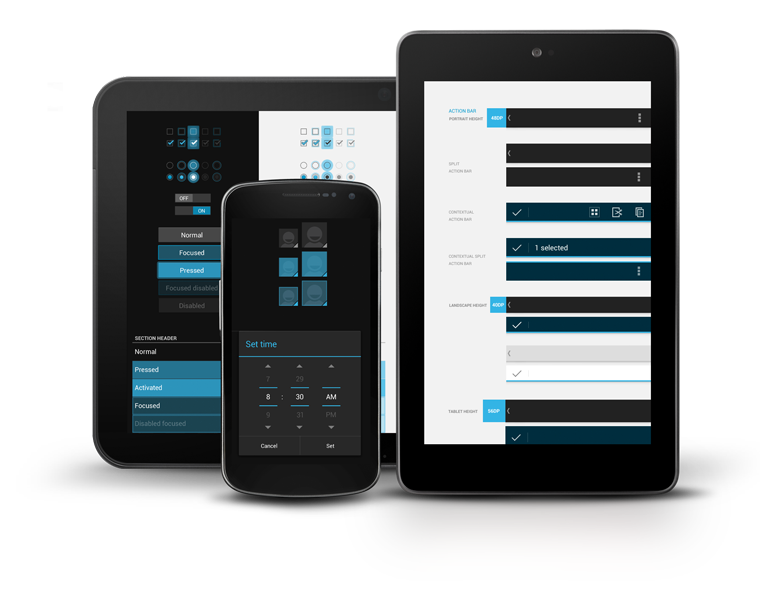 OFF
ON
Normal
Focused
Pressed
Focused disabled
Disabled
SECTION HEADER
Normal
Pressed
Activated
Focused
Disabled focused
Set time
7 29
8 : 30 AM
9 31 PM
Cancel Set
ACTION BAR
PORTRAIT HEIGHT
48DP
SPLIT
ACTION BAR
CONTEXTUAL
ACTION BAR
CONTEXTUAL SPLIT
ACTION BAR
1 selected
LANDSCAPE HEIGHT
40DP
TABLET HEIGHT
56DP